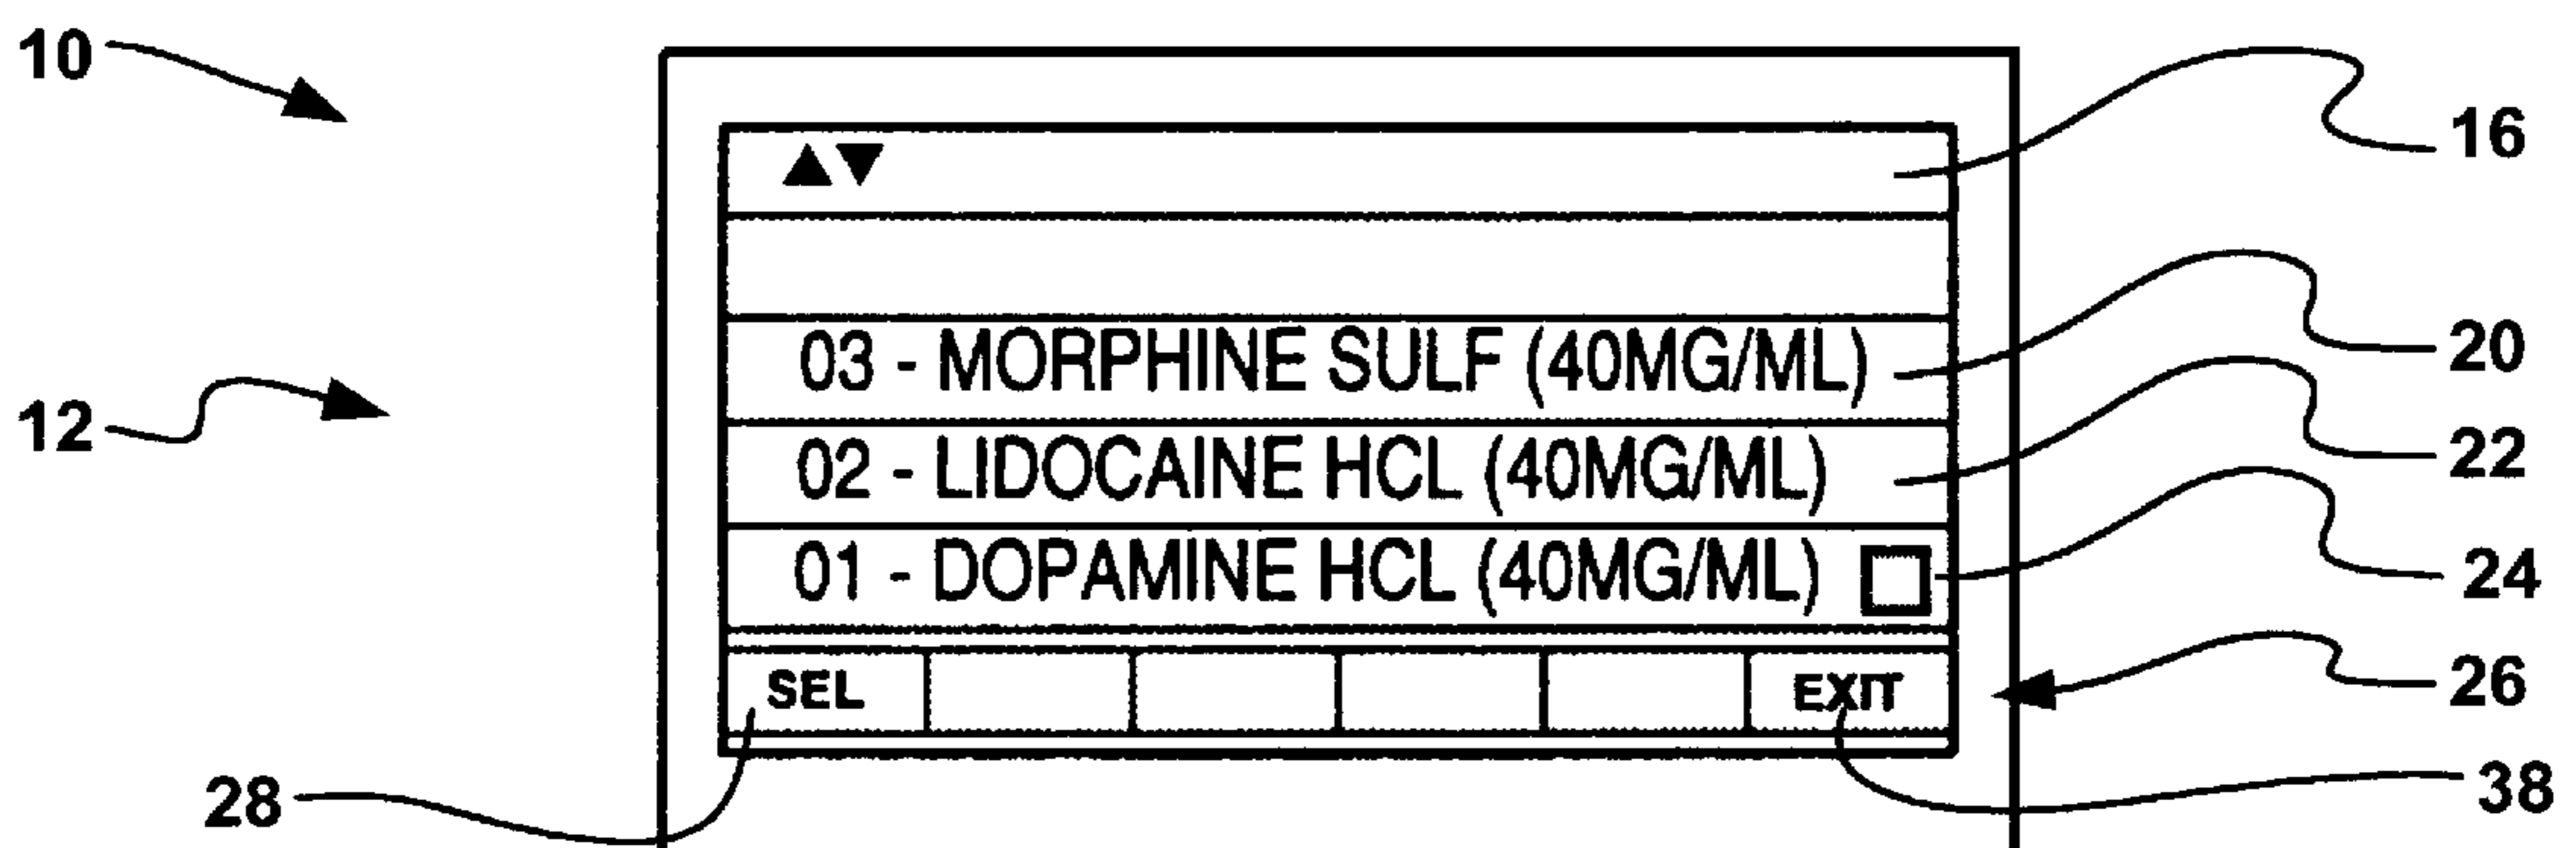 10
16
▲▼
03 - MORPHINE SULF (40MG/ML)
20
12
02 - LIDOCAINE HCL (40MG/ML)
22
01 - DOPAMINE HCL (40MG/ML)
24
SEL EXIT
26
28
38